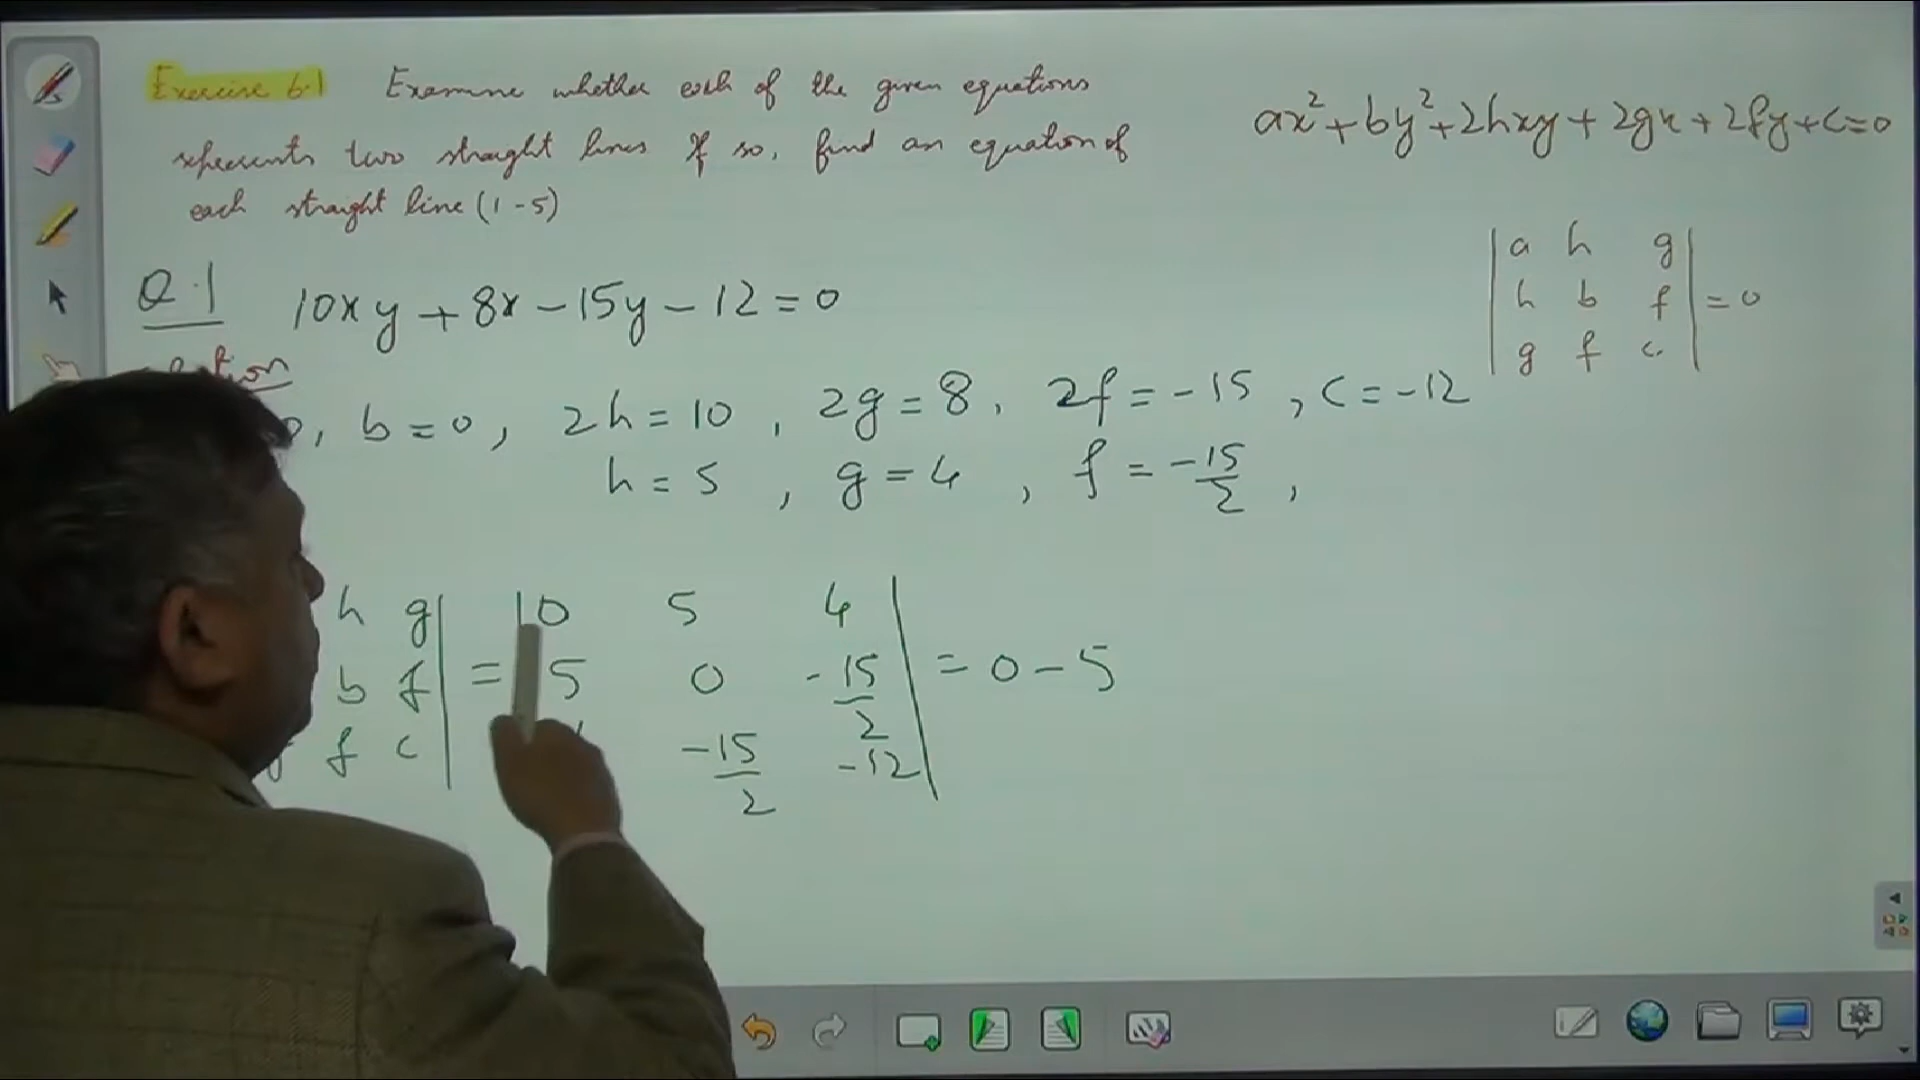 Exercise 6.1 Examine whether each of the given equations
represents two straight lines If so, find an equation of
each straight line (1-5)
ax²+by²+2hxy+2gx+2fy+c=0
| a h g |
| h b f | = 0
| g f c |
Q.1 10xy + 8x - 15y - 12 = 0
, b = 0, 2h = 10, 2g = 8, 2f = -15, c = -12
h = 5, g = 4, f = -15/2,
h g | = | 0 5 4 |
b f | = 5 0 -15/2 | = 0 - 5
f c | -15/2 -12 |